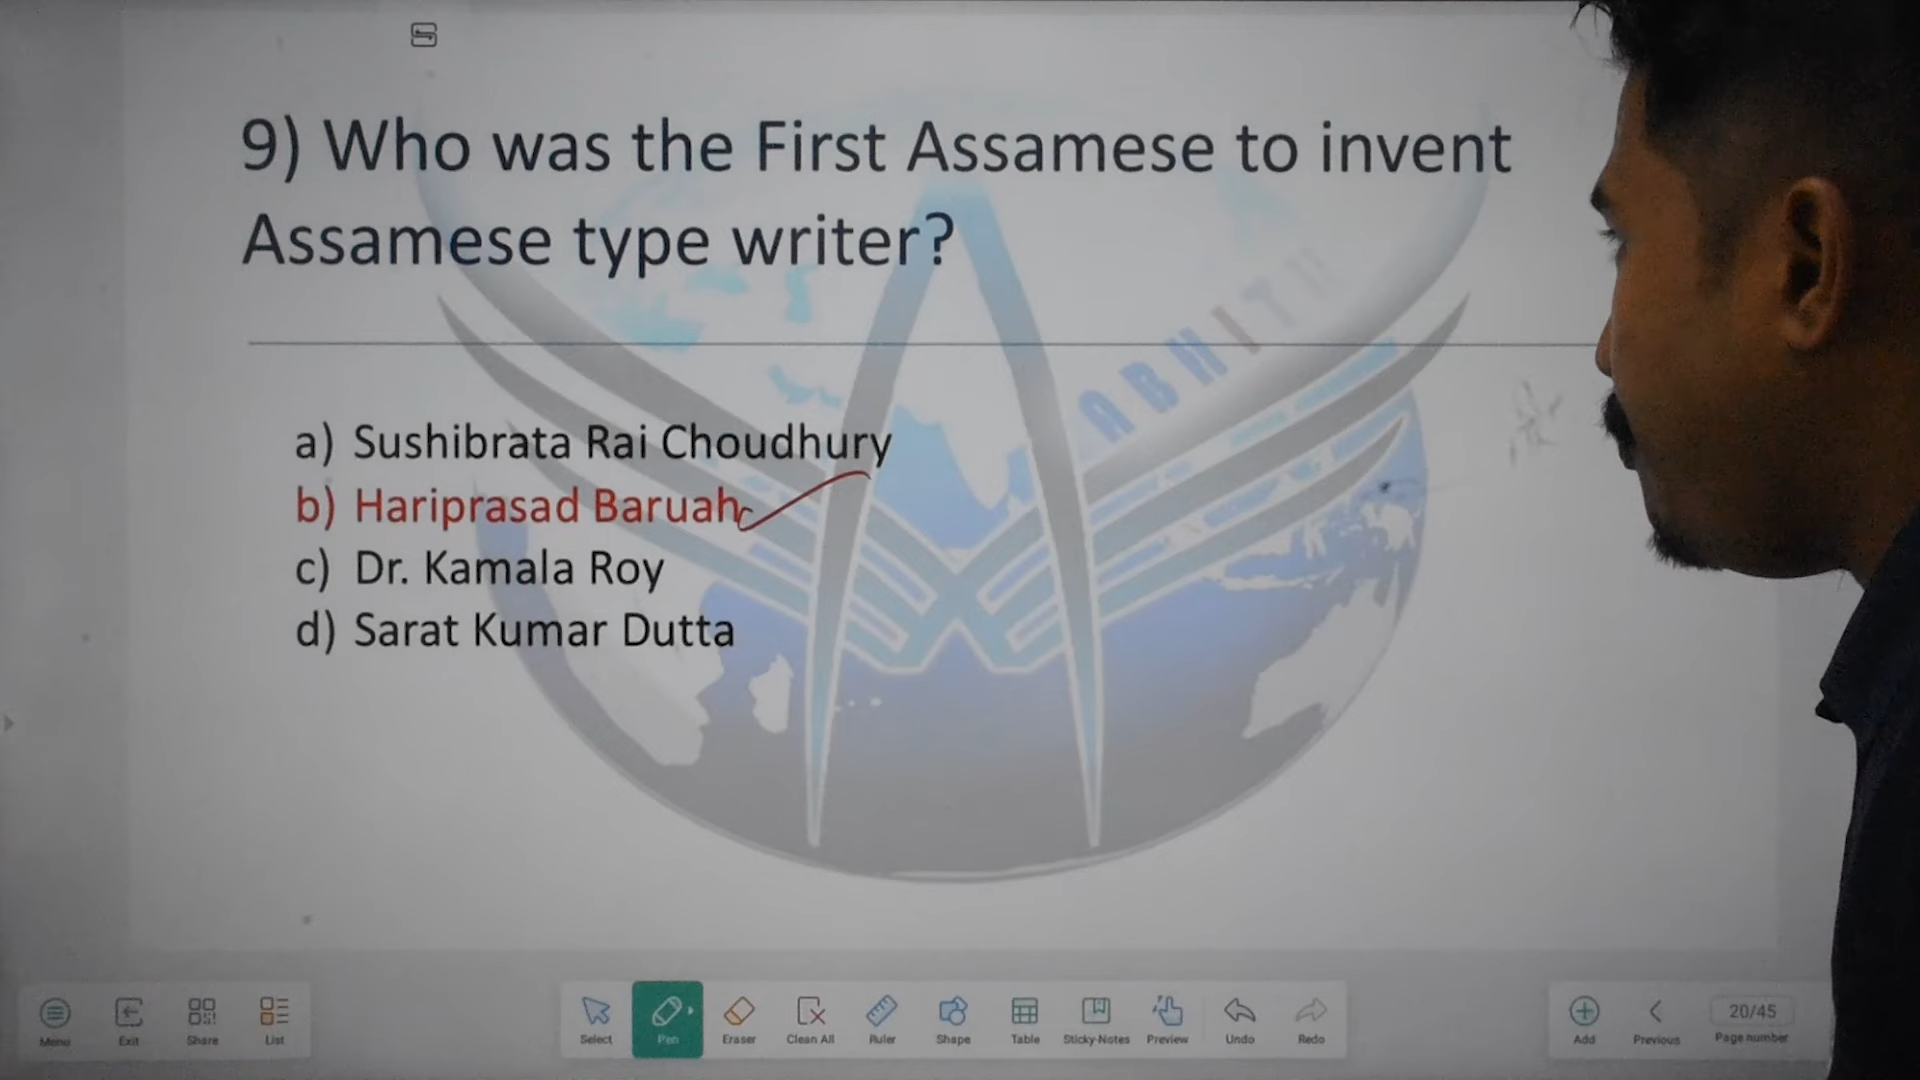 9) Who was the First Assamese to invent
Assamese type writer?
ABHITH
a) Sushibrata Rai Choudhury
b) Hariprasad Baruah
c) Dr. Kamala Roy
d) Sarat Kumar Dutta
Menu Exit Share List Select Pen Eraser Clean All Ruler Shape Table Sticky-Notes Preview Undo Redo Add Previous 20/45 Page number